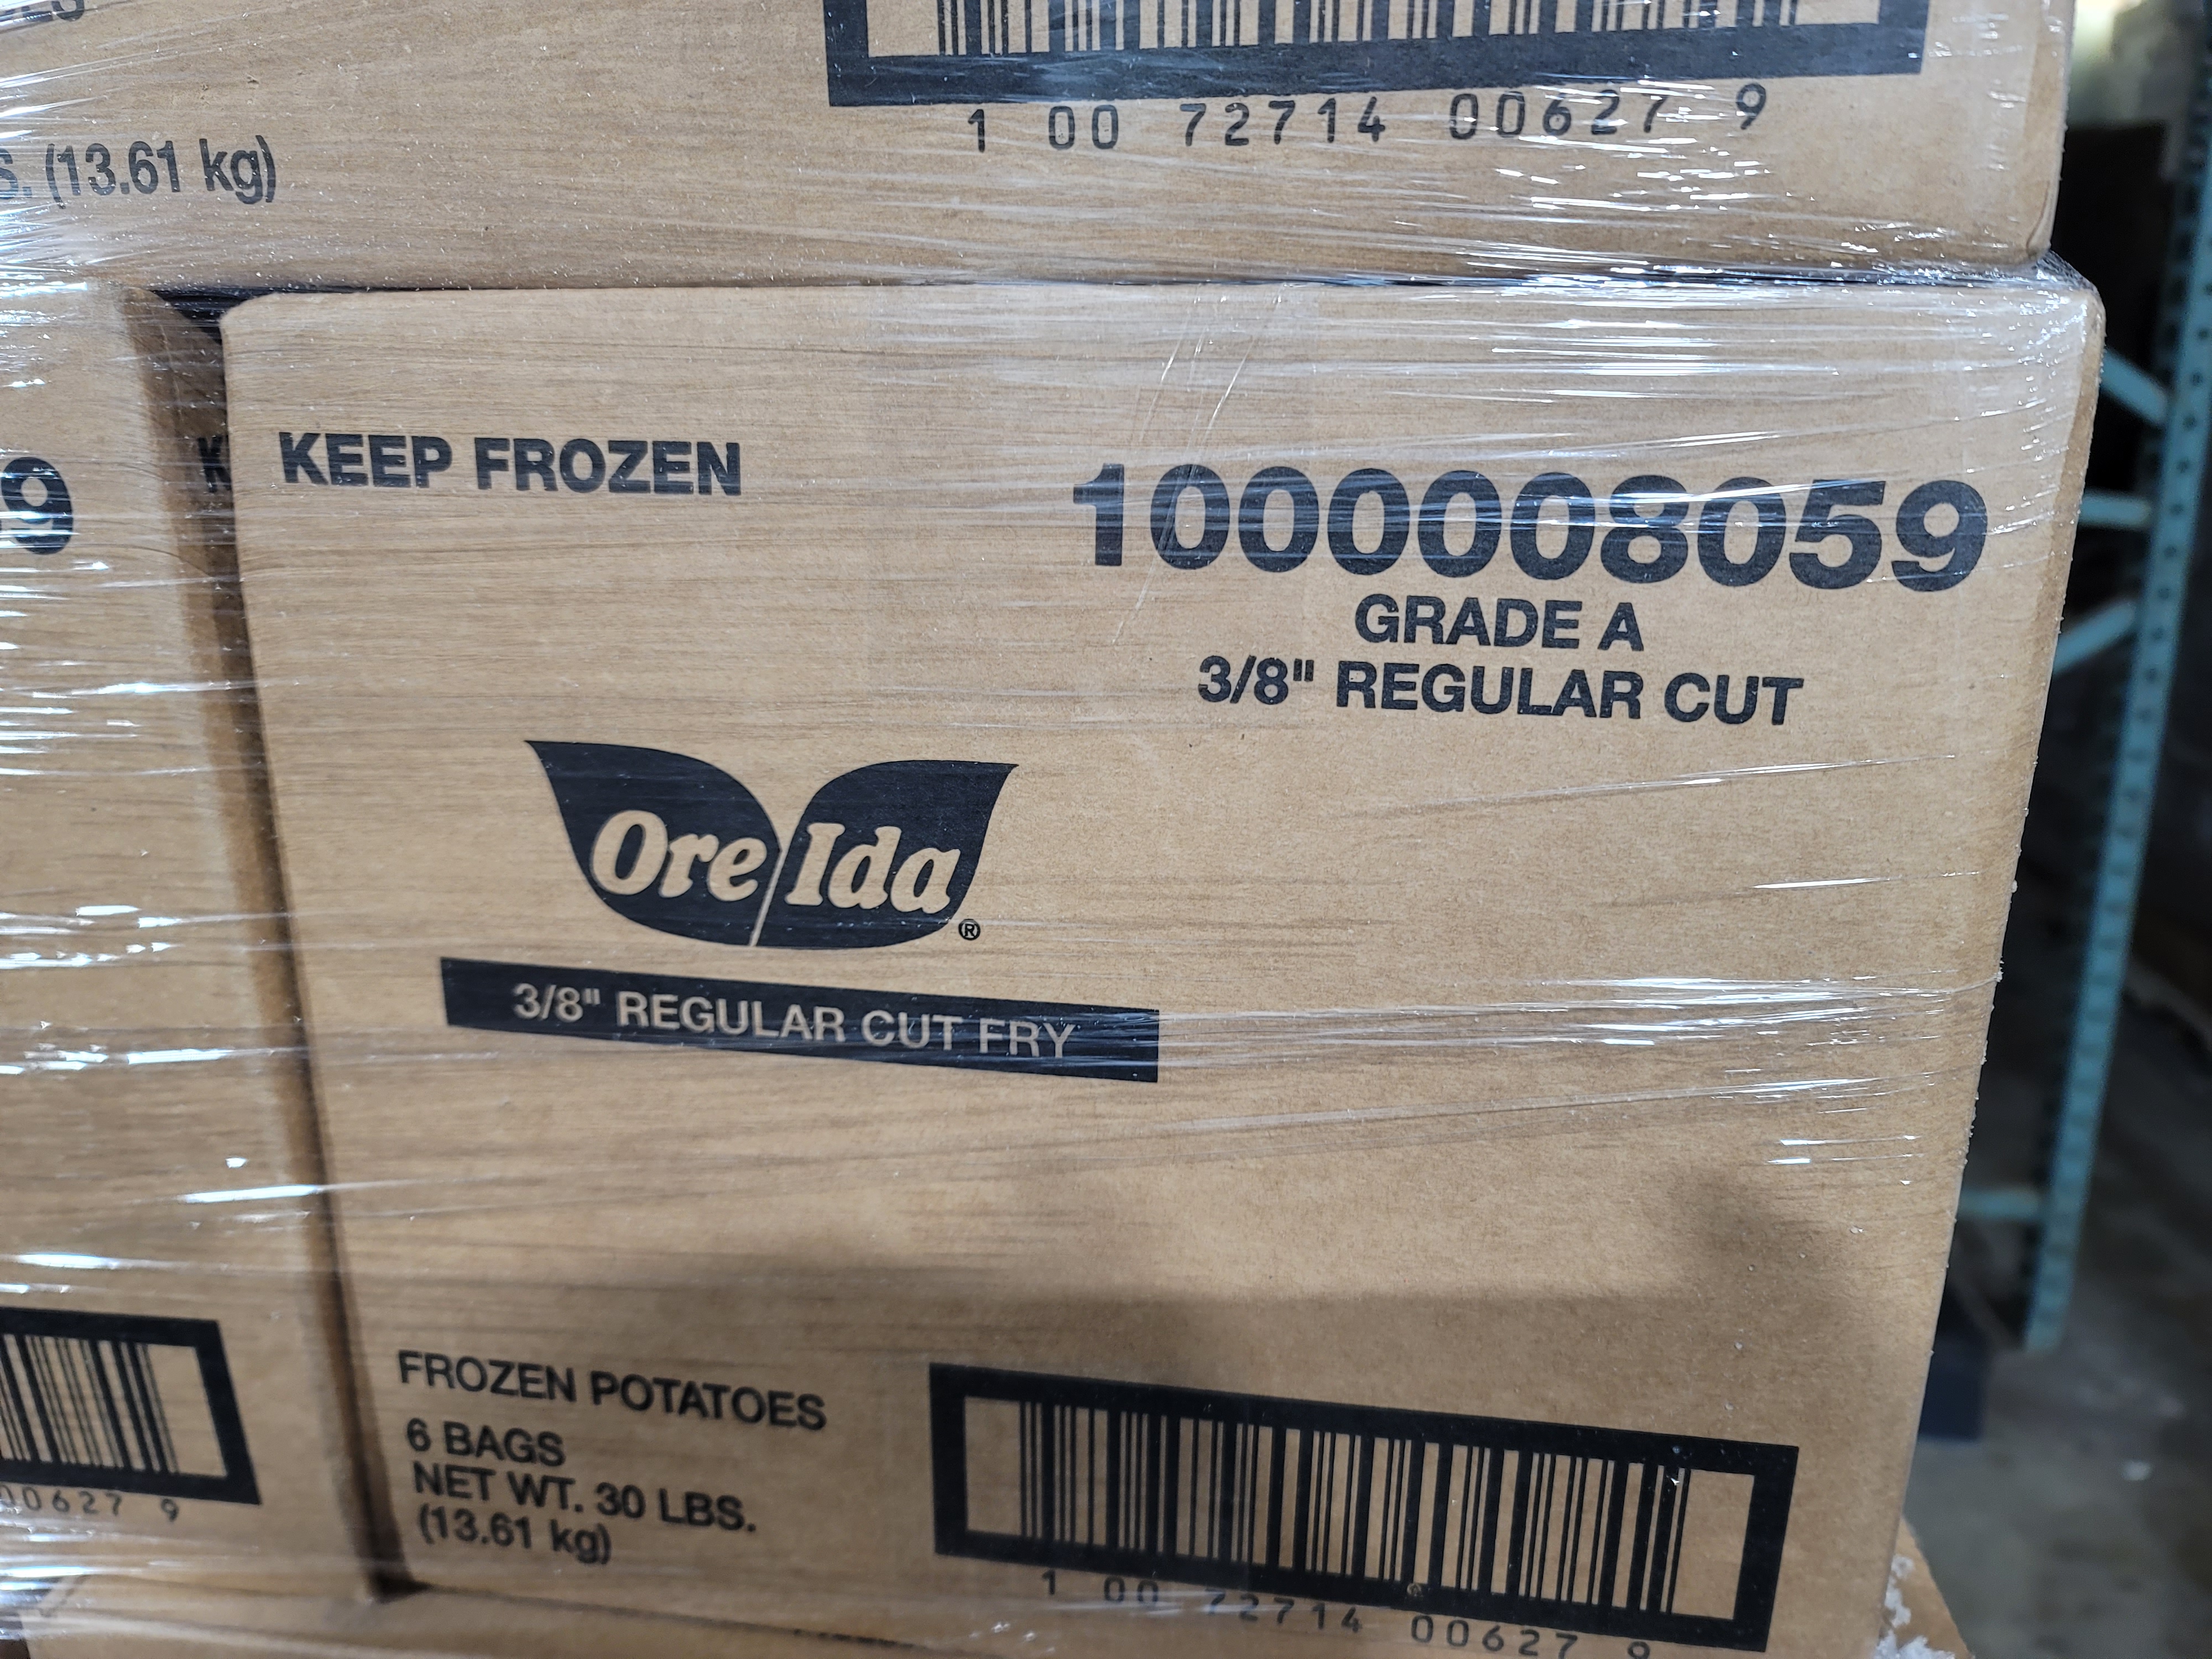 1 00 72714 00627 9
(13.61 kg)
KEEP FROZEN
1000008059
GRADE A
3/8" REGULAR CUT
Ore Ida®
3/8" REGULAR CUT FRY
FROZEN POTATOES
6 BAGS
NET WT. 30 LBS.
(13.61 kg)
1 00 72714 00627 9
00627 9